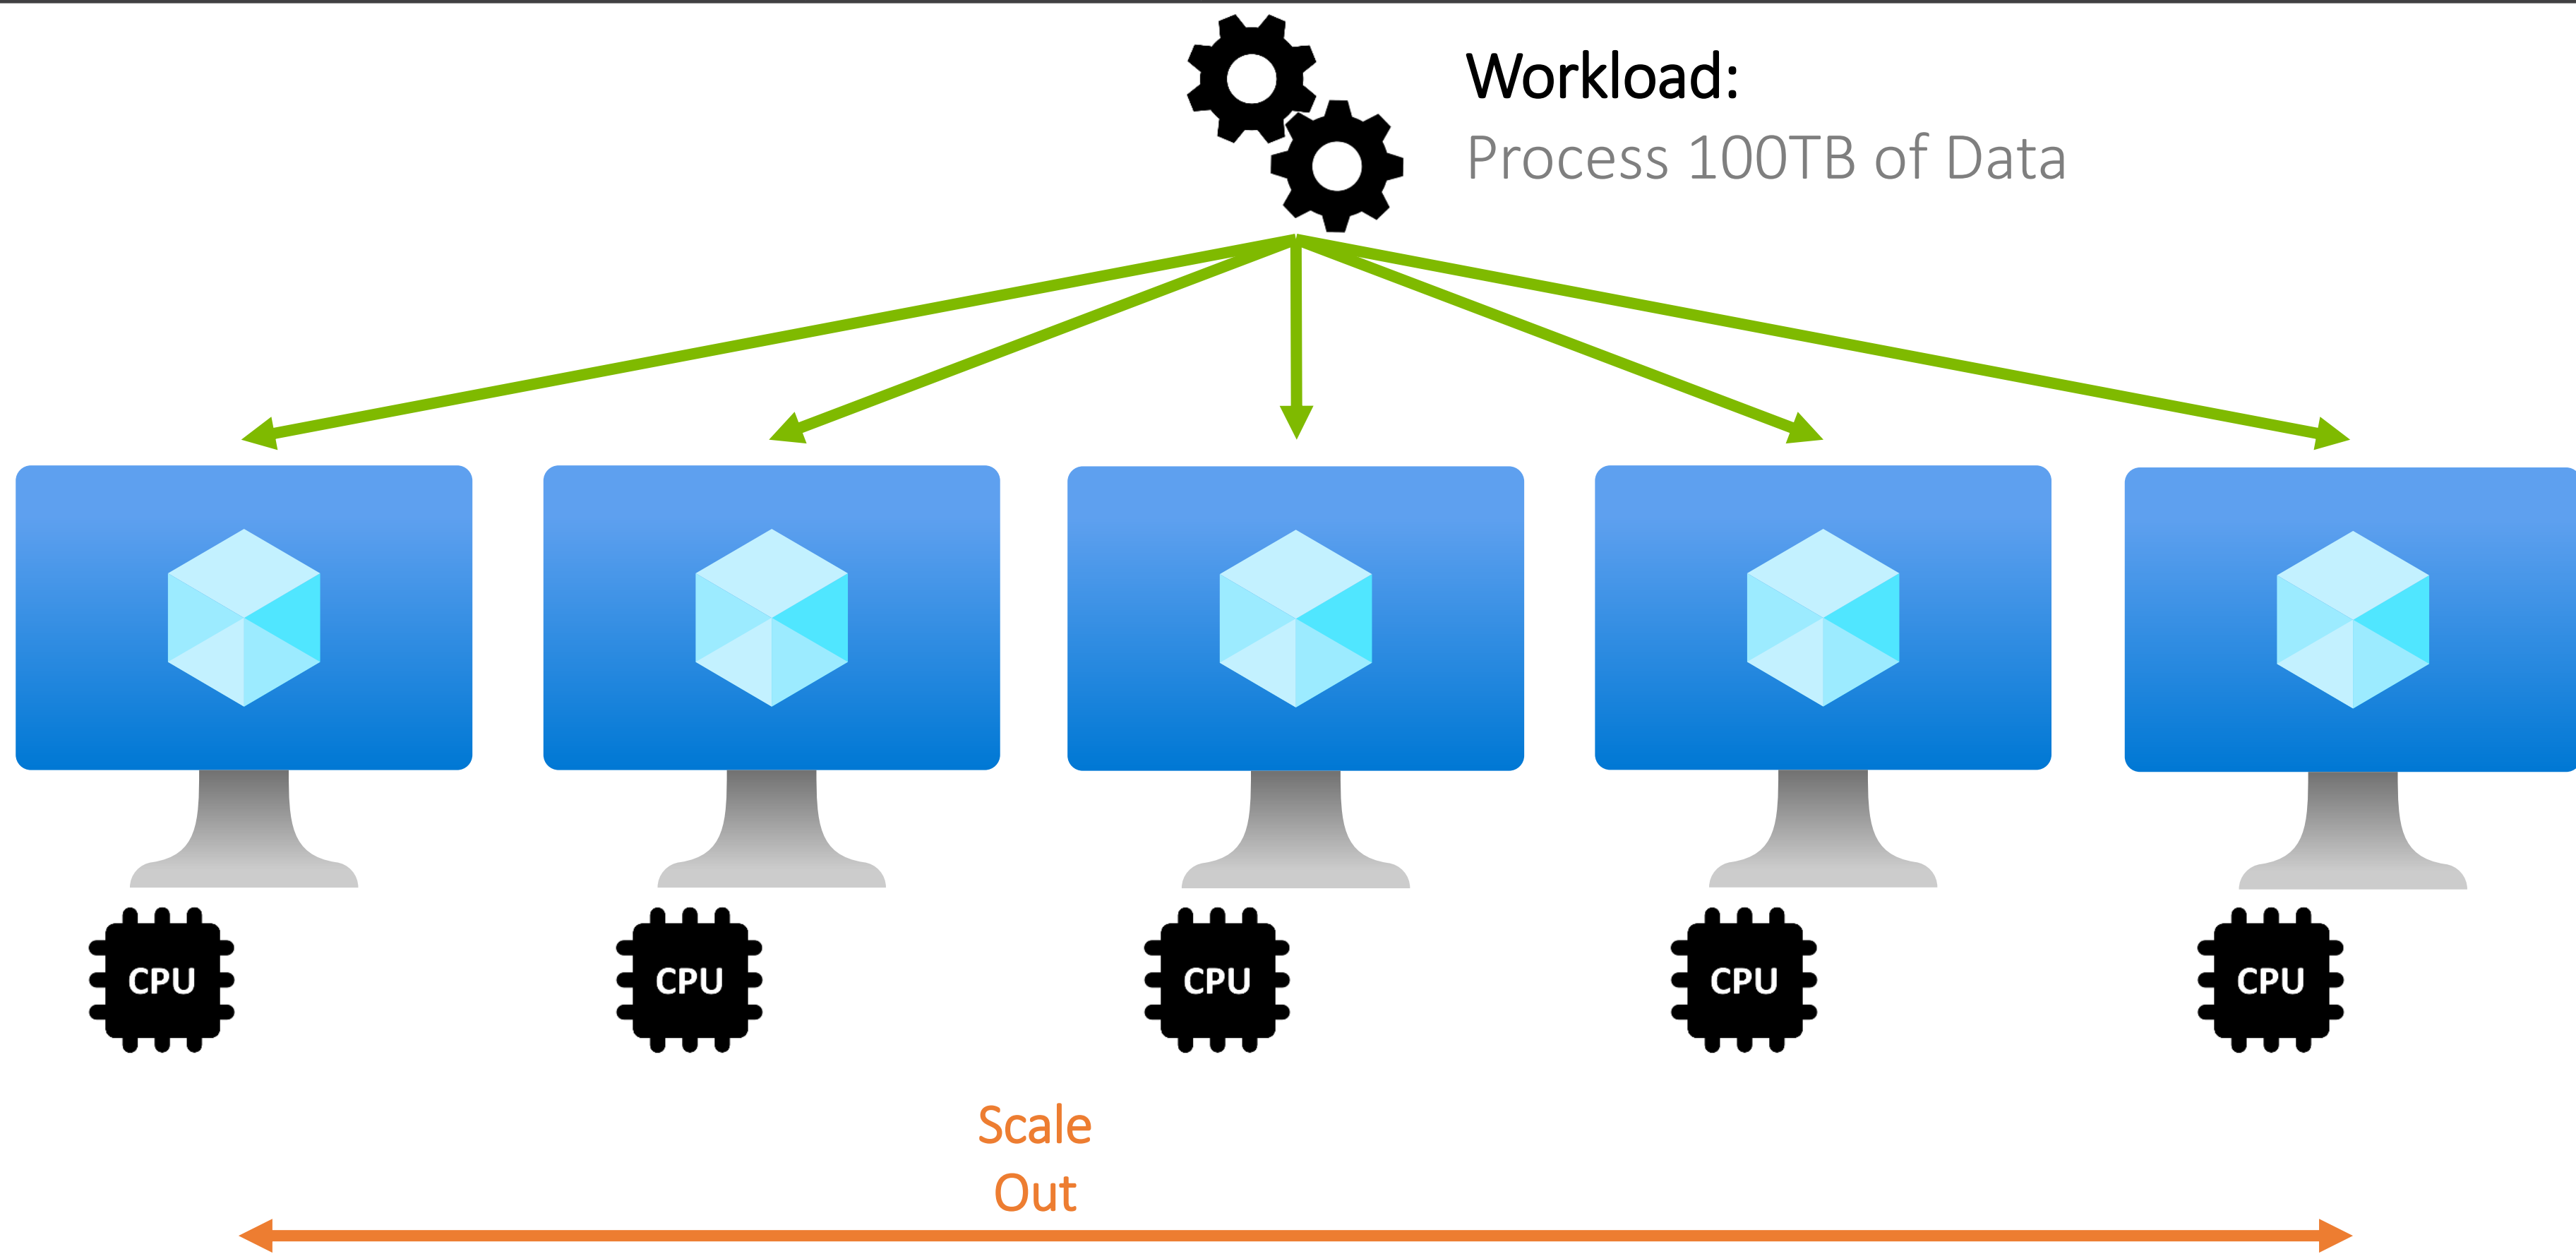 Workload:
Process 100TB of Data
CPU
CPU
CPU
CPU
CPU
Scale
Out